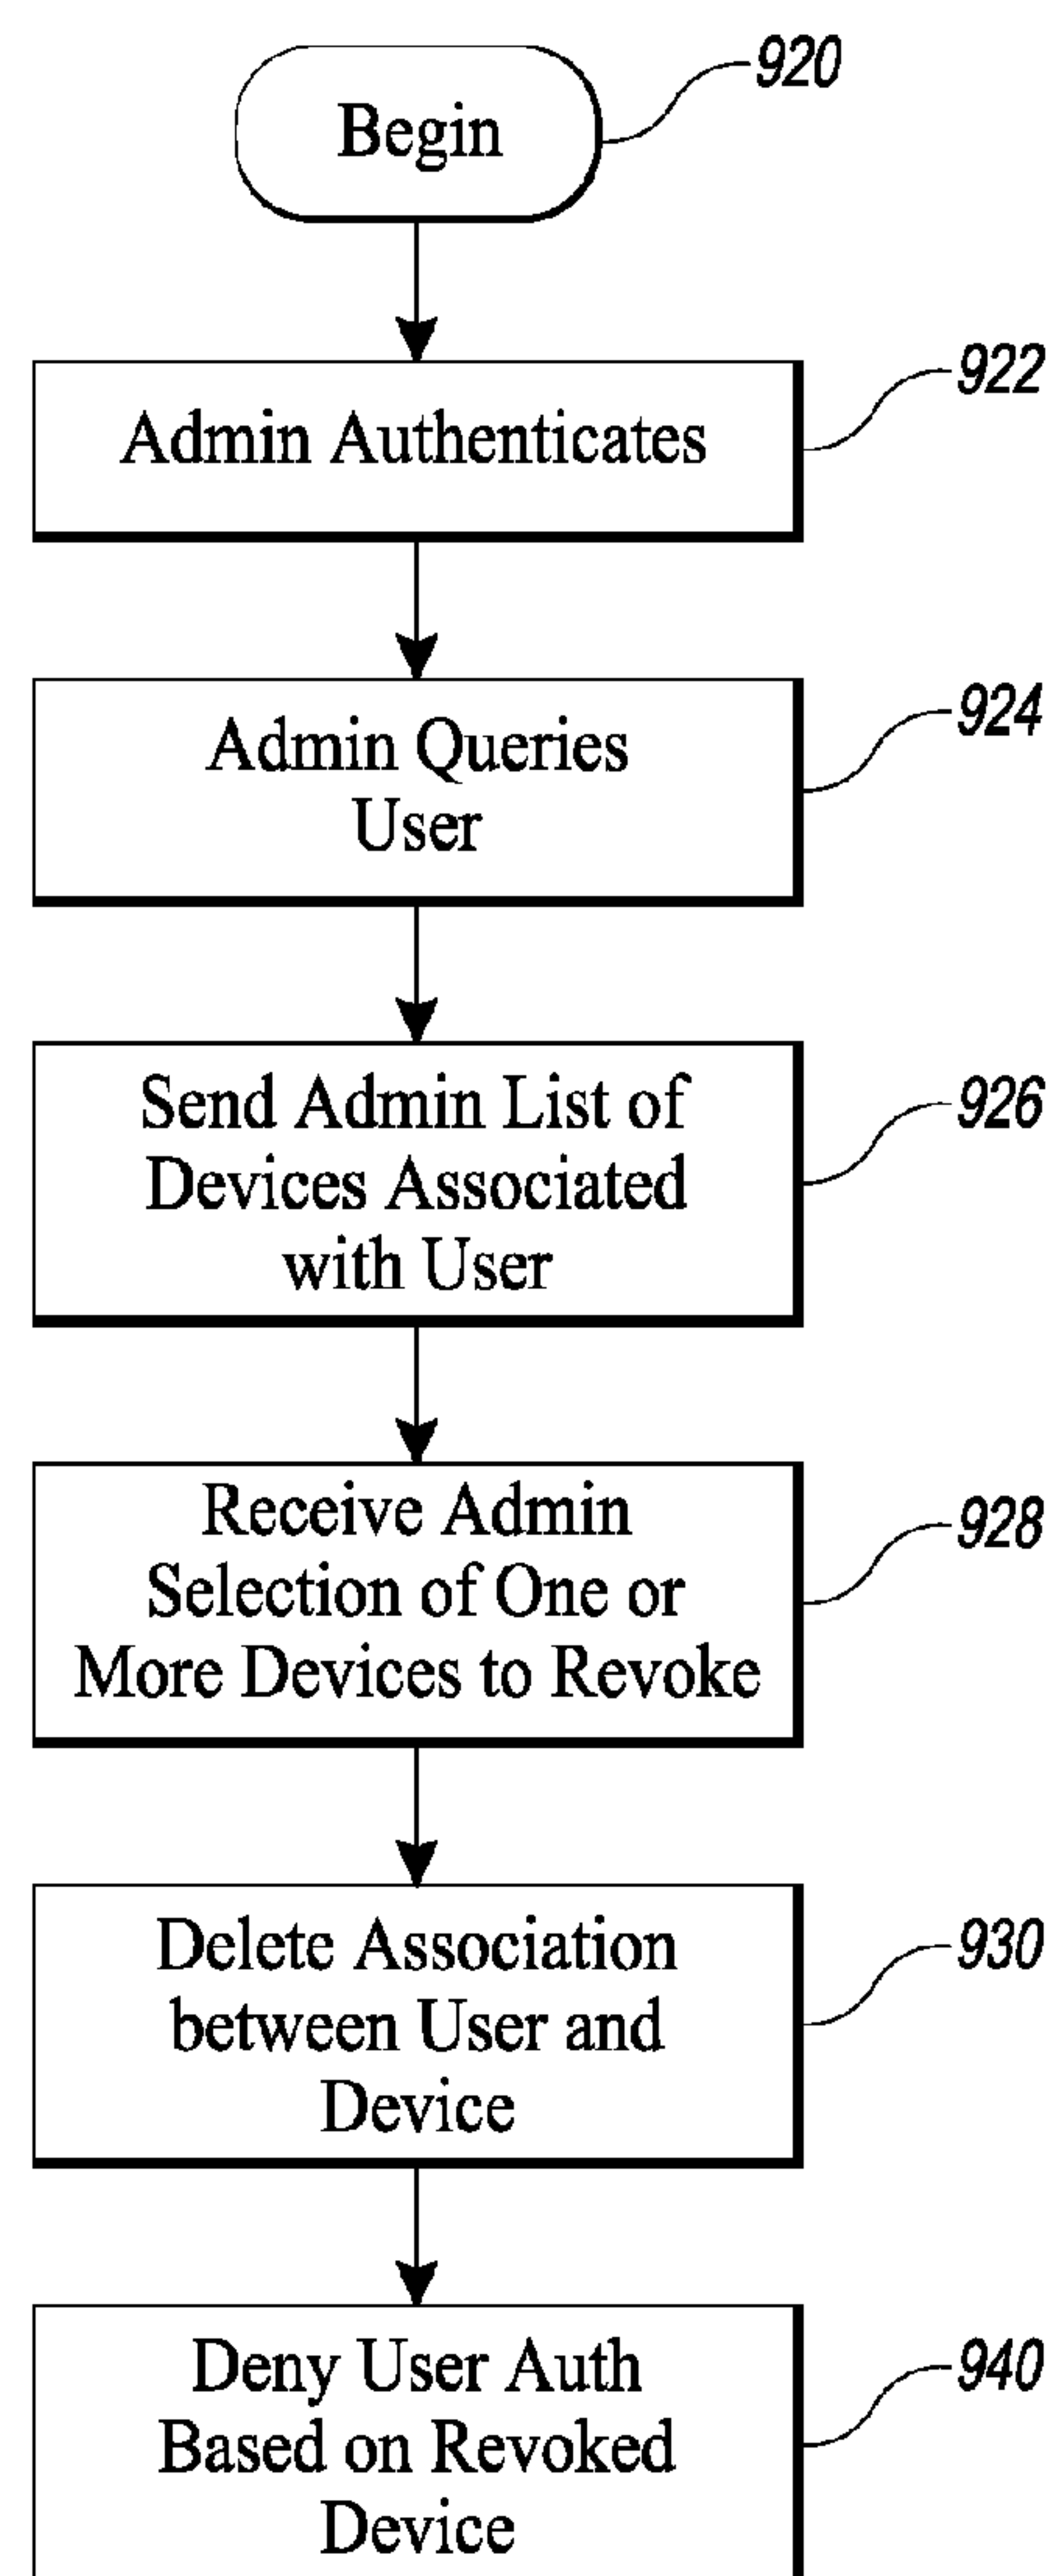 920
Begin
922
Admin Authenticates
924
Admin Queries
User
926
Send Admin List of
Devices Associated
with User
928
Receive Admin
Selection of One or
More Devices to Revoke
930
Delete Association
between User and
Device
940
Deny User Auth
Based on Revoked
Device